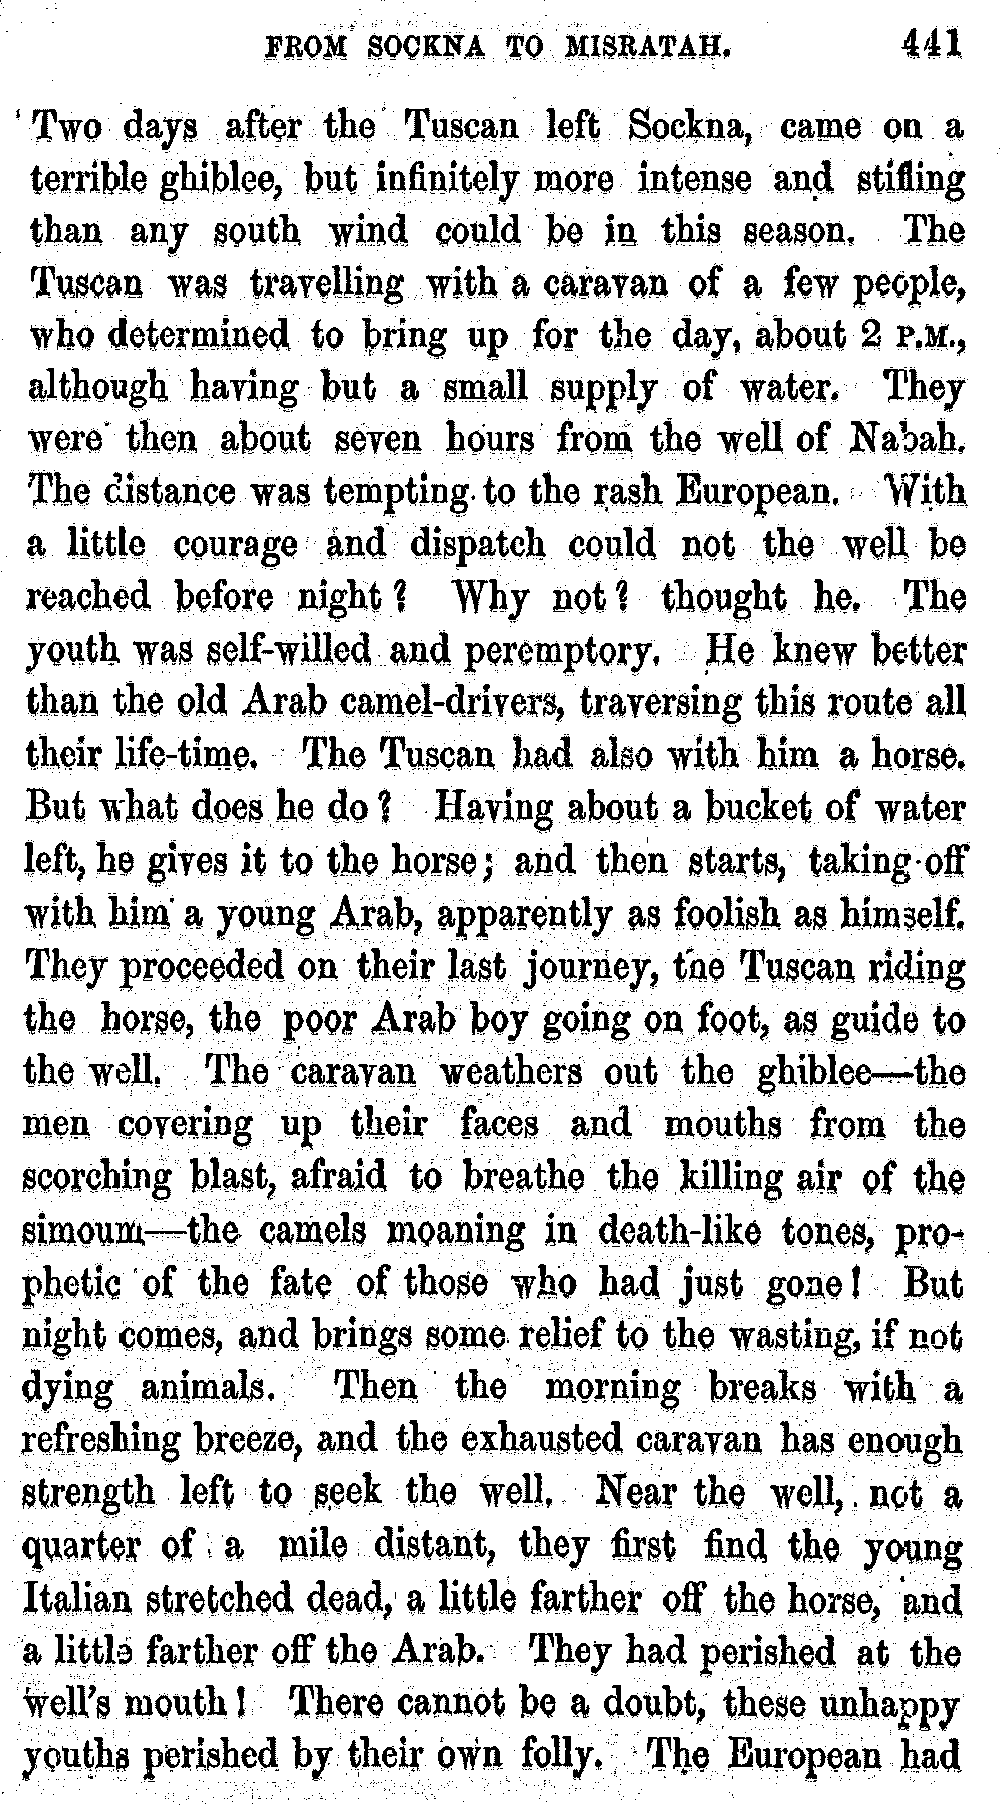 FROM SOCKNA TO MISRATAH. 441
Two days after the Tuscan left Sockna, came on a
terrible ghiblee, but infinitely more intense and stifling
than any south wind could be in this season. The
Tuscan was travelling with a caravan of a few people,
who determined to bring up for the day, about 2 P.M.,
although having but a small supply of water. They
were then about seven hours from the well of Nabah.
The distance was tempting to the rash European. With
a little courage and dispatch could not the well be
reached before night? Why not? thought he. The
youth was self-willed and peremptory. He knew better
than the old Arab camel-drivers, traversing this route all
their life-time. The Tuscan had also with him a horse.
But what does he do? Having about a bucket of water
left, he gives it to the horse; and then starts, taking off
with him a young Arab, apparently as foolish as himself.
They proceeded on their last journey, the Tuscan riding
the horse, the poor Arab boy going on foot, as guide to
the well. The caravan weathers out the ghiblee—the
men covering up their faces and mouths from the
scorching blast, afraid to breathe the killing air of the
simoum—the camels moaning in death-like tones, pro-
phetic of the fate of those who had just gone! But
night comes, and brings some relief to the wasting, if not
dying animals. Then the morning breaks with a
refreshing breeze, and the exhausted caravan has enough
strength left to seek the well. Near the well, not a
quarter of a mile distant, they first find the young
Italian stretched dead, a little farther off the horse, and
a little farther off the Arab. They had perished at the
well's mouth! There cannot be a doubt, these unhappy
youths perished by their own folly. The European had